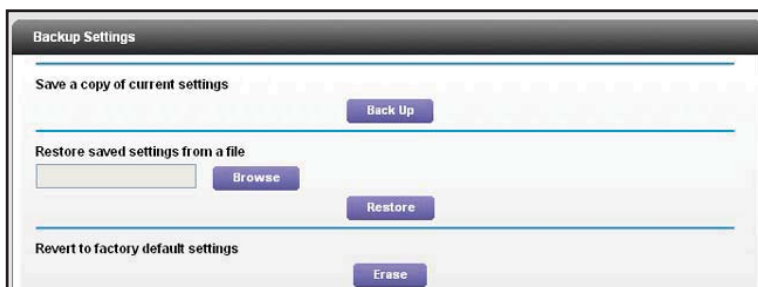 Backup Settings
Save a copy of current settings
Back Up
Restore saved settings from a file
Browse
Restore
Revert to factory default settings
Erase